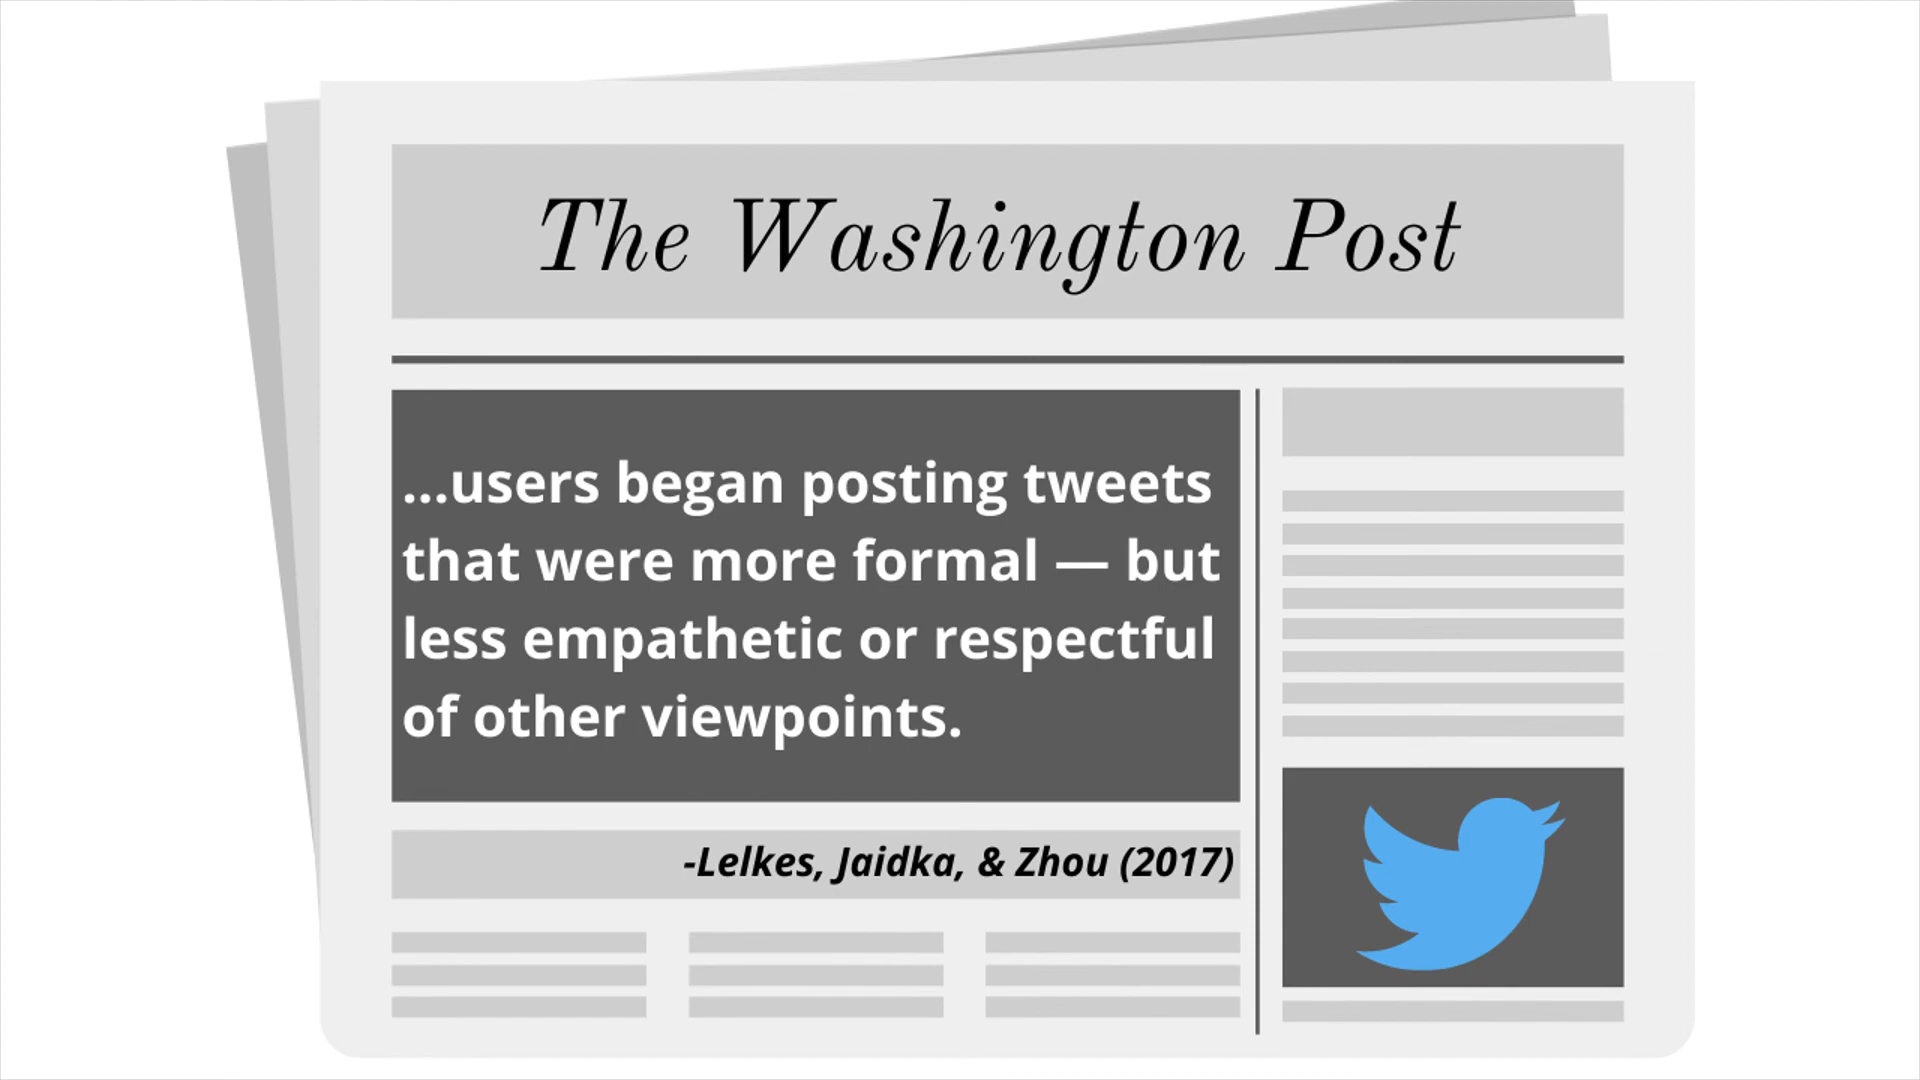 The Washington Post
...users began posting tweets
that were more formal — but
less empathetic or respectful
of other viewpoints.
-Lelkes, Jaidka, & Zhou (2017)